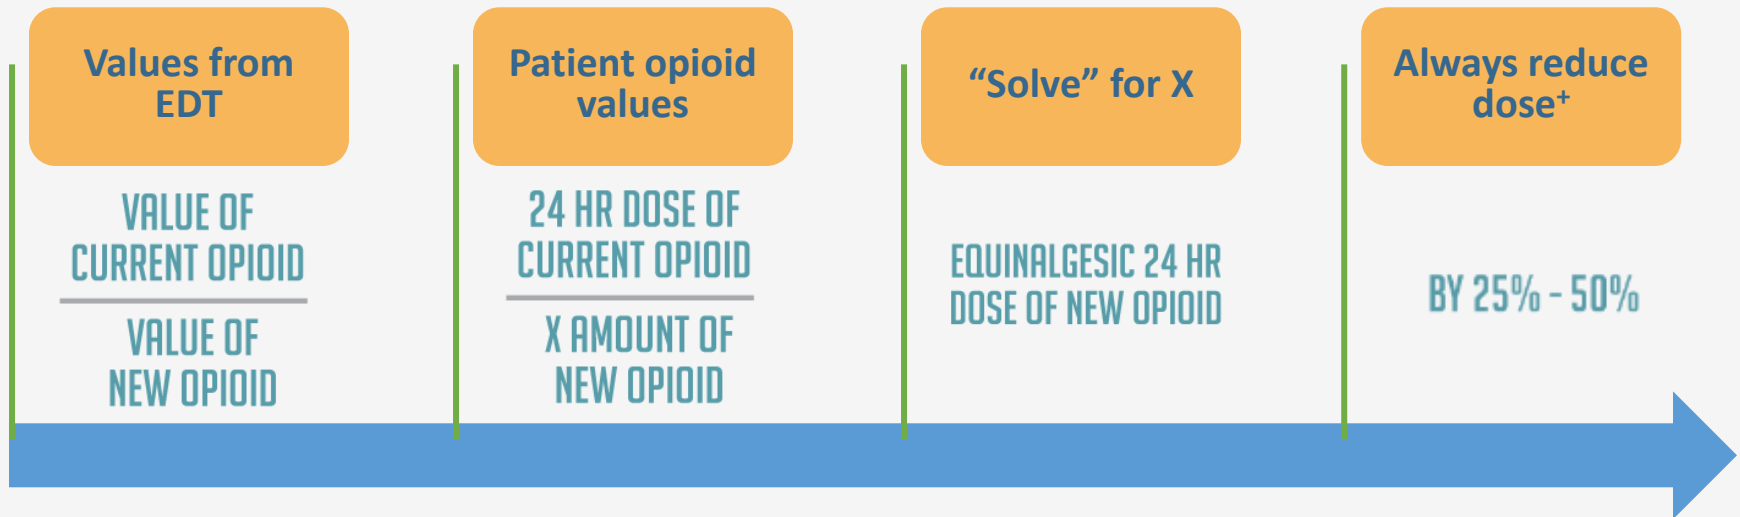 Values from
EDT
VALUE OF
CURRENT OPIOID
VALUE OF
NEW OPIOID
Patient opioid
values
24 HR DOSE OF
CURRENT OPIOID
X AMOUNT OF
NEW OPIOID
“Solve” for X
EQUINALGESIC 24 HR
DOSE OF NEW OPIOID
Always reduce
dose⁺
BY 25% - 50%